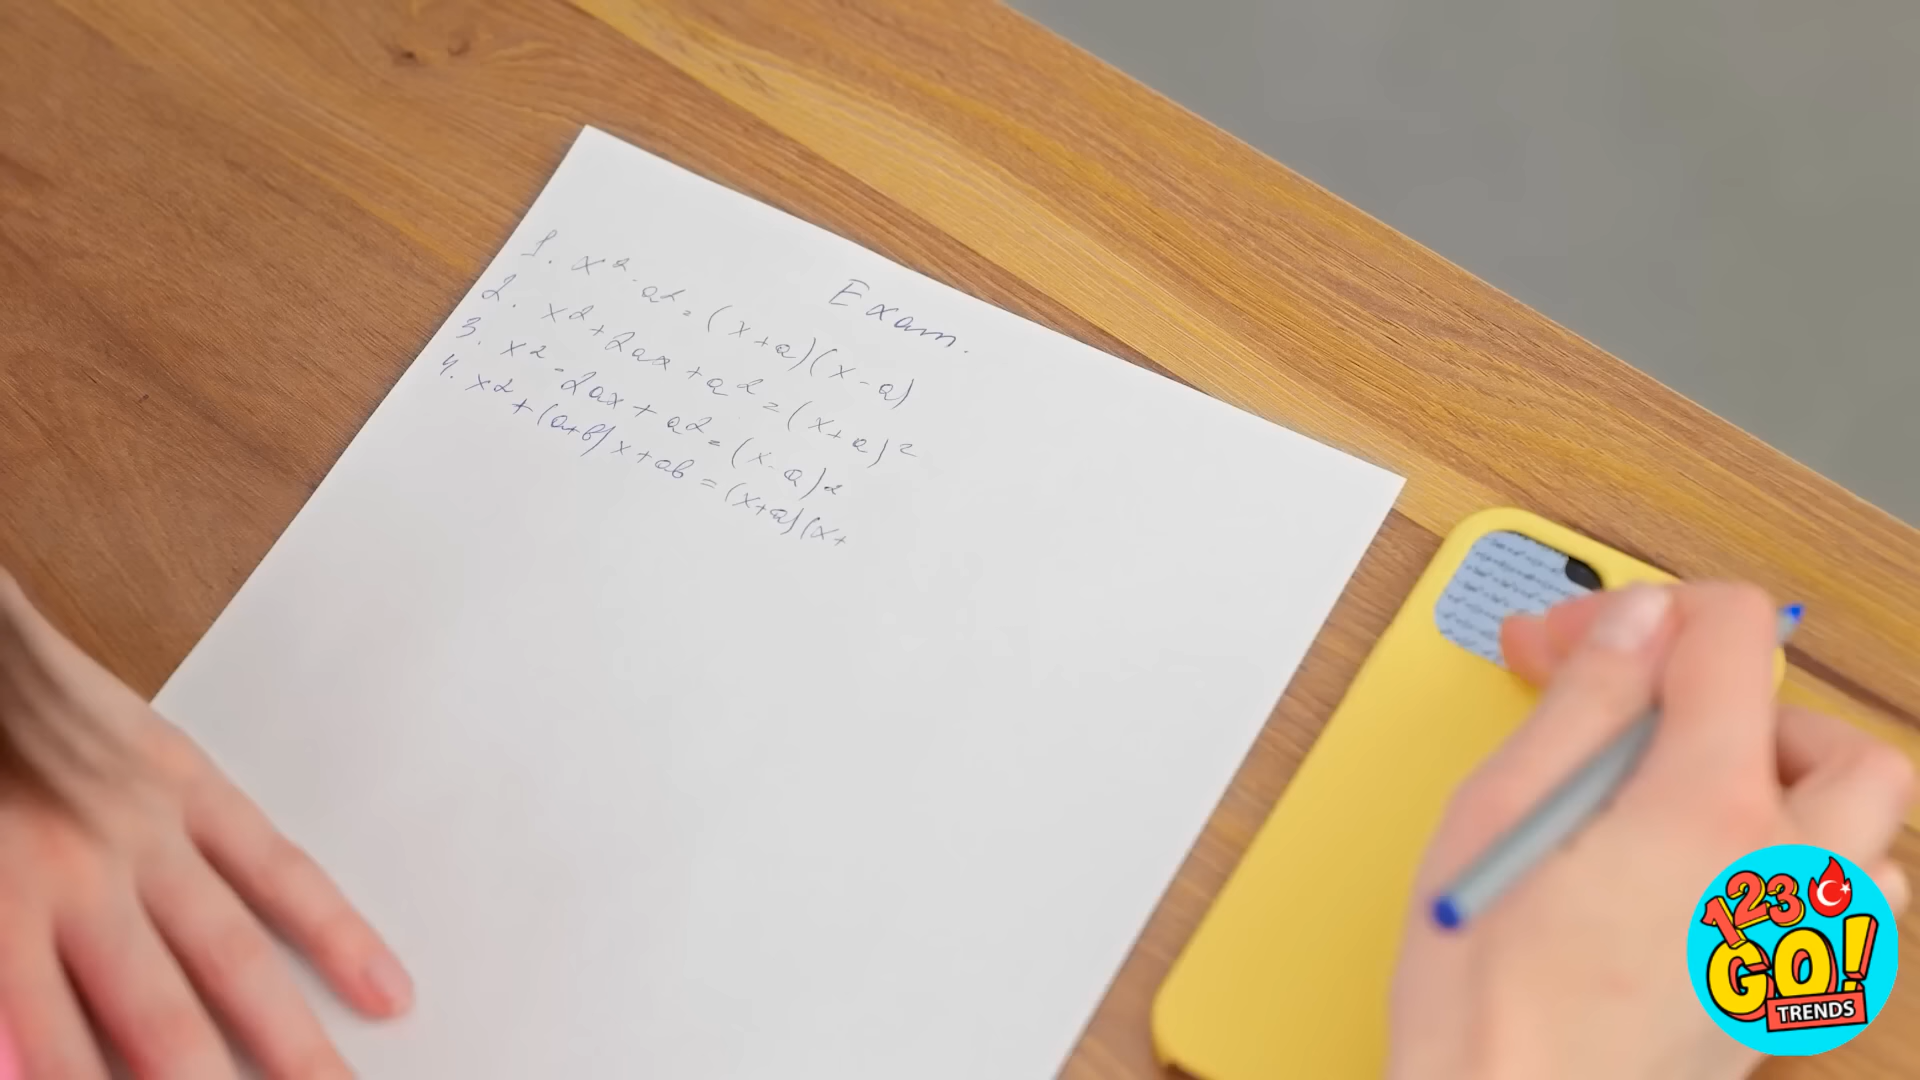 Exam.
1. x² - a² = (x+a)(x-a)
2. x² + 2ax + a² = (x+a)²
3. x² - 2ax + a² = (x-a)²
4. x² + (a+b)x + ab = (x+a)(x+
123
GO!
TRENDS